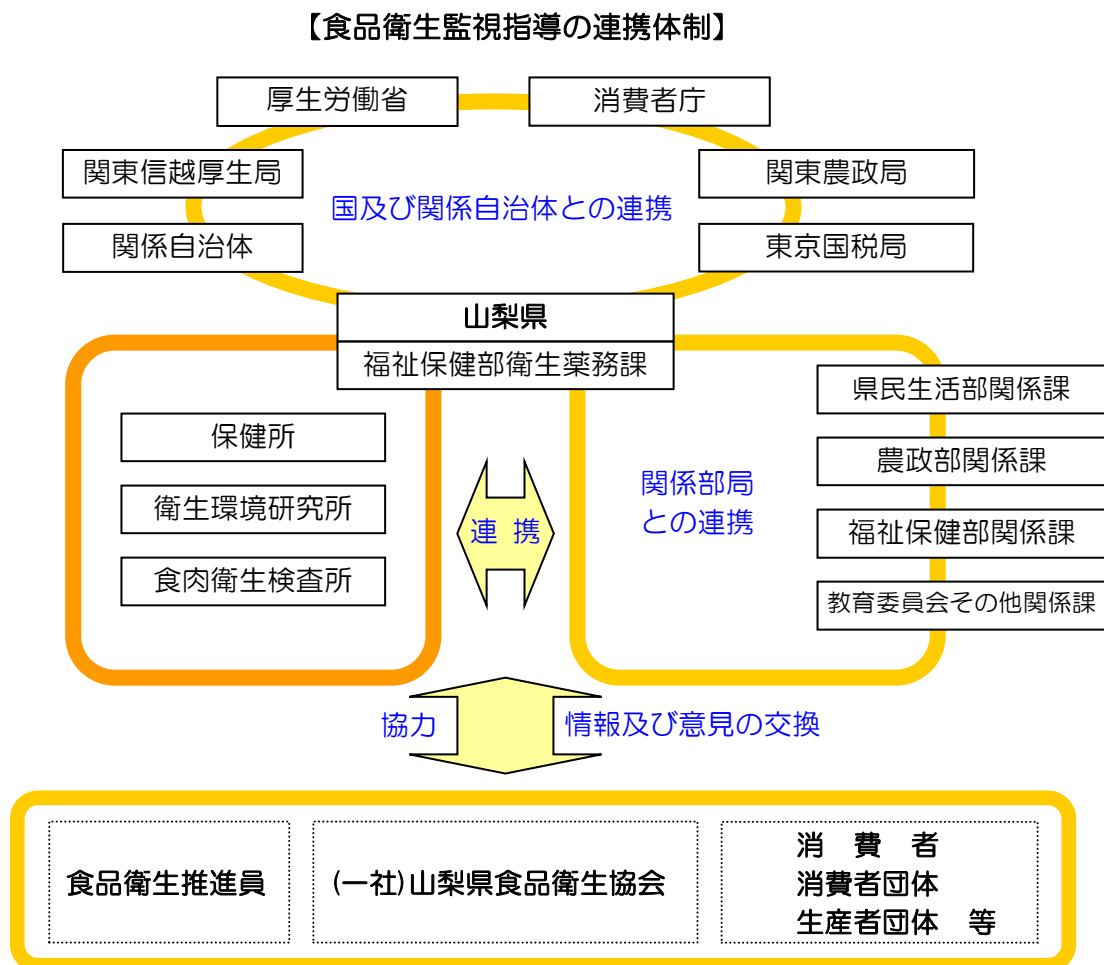 【食品衛生監視指導の連携体制】
厚生労働省
消費者庁
関東信越厚生局
関東農政局
国及び関係自治体との連携
関係自治体
東京国税局
山梨県
福祉保健部衛生薬務課
保健所
衛生環境研究所
食肉衛生検査所
連 携
関係部局
との連携
県民生活部関係課
農政部関係課
福祉保健部関係課
教育委員会その他関係課
協力
情報及び意見の交換
食品衛生推進員
(一社)山梨県食品衛生協会
消　費　者
消費者団体
生産者団体　等